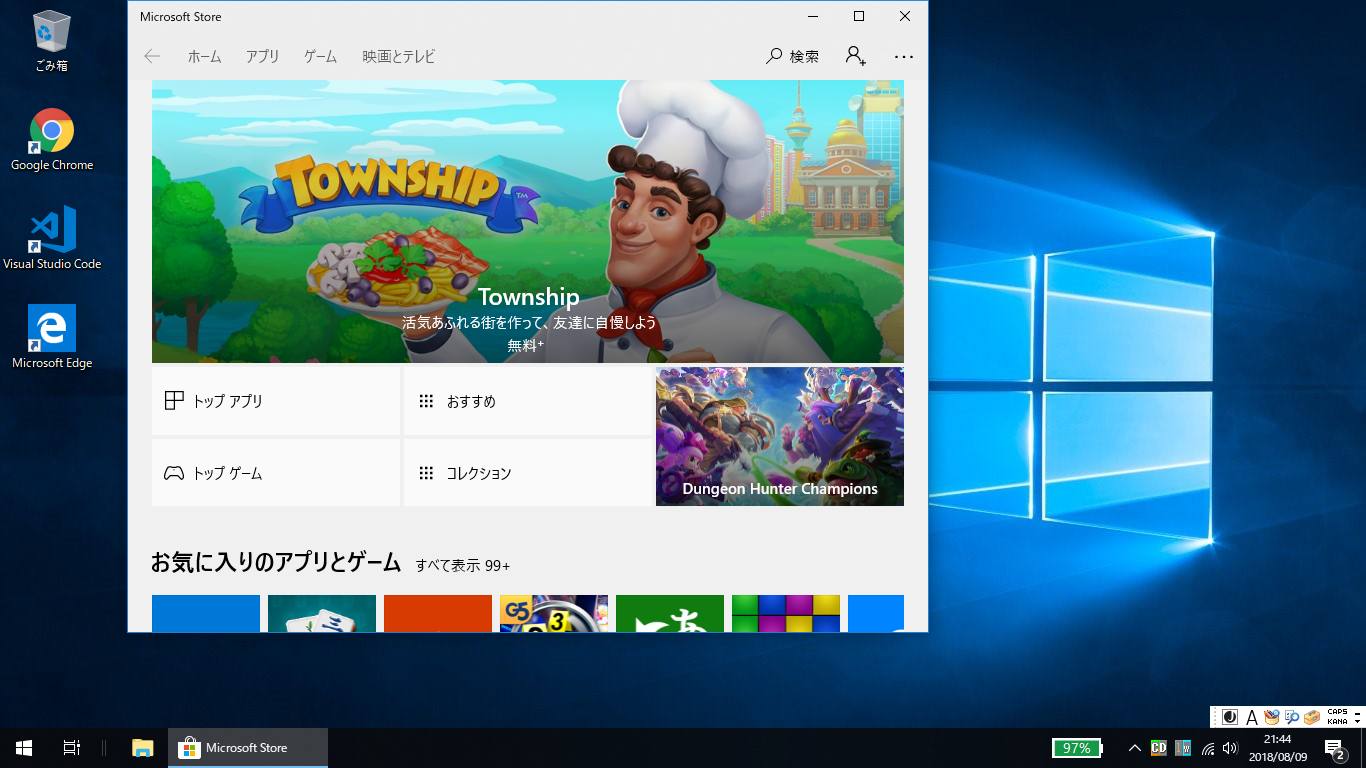 Microsoft Store
ホーム アプリ ゲーム 映画とテレビ 検索
ごみ箱
Google Chrome
Visual Studio Code
Microsoft Edge
TOWNSHIP™
Township
活気あふれる街を作って、友達に自慢しよう
無料⁺
トップ アプリ
おすすめ
トップ ゲーム
コレクション
Dungeon Hunter Champions
お気に入りのアプリとゲーム すべて表示 99+
G5
3
あ
A
CAPS
KANA
Microsoft Store
97%
CD
21:44
2018/08/09
2